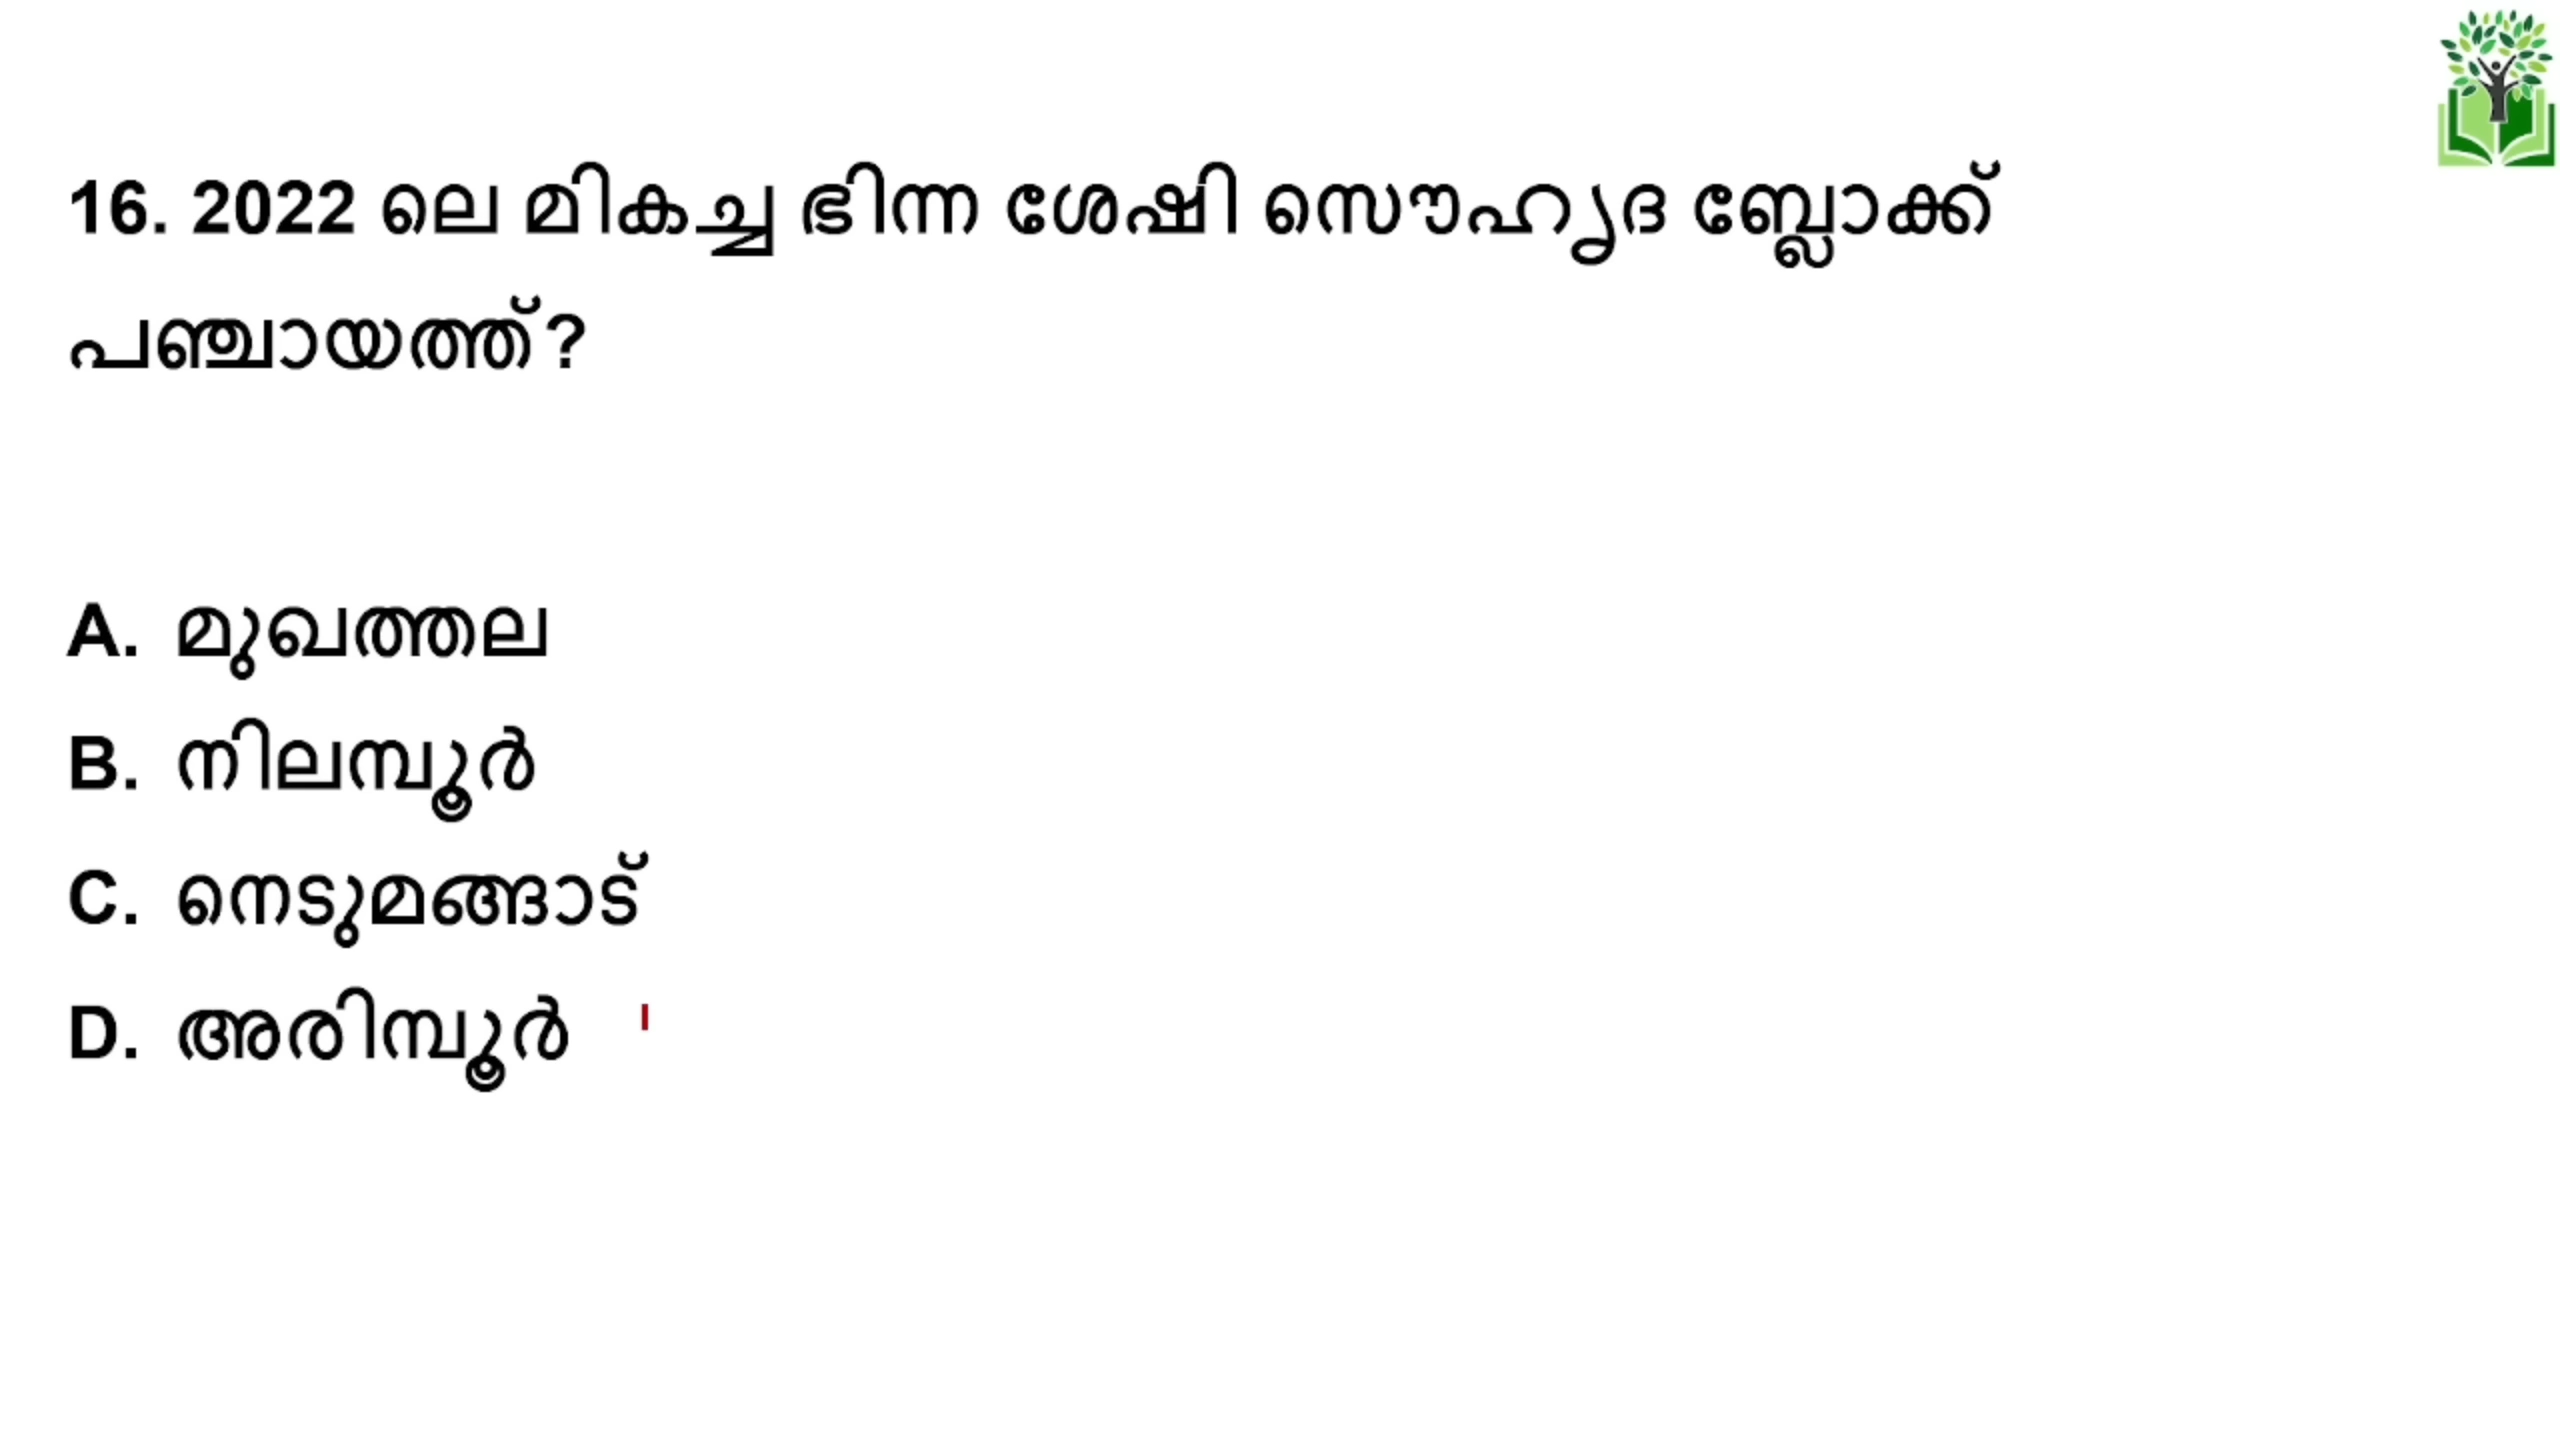 16. 2022 ലെ മികച്ച ഭിന്ന ശേഷി സൌഹൃദ ബ്ലോക്ക്
പഞ്ചായത്ത്?
A. മുഖത്തല
B. നിലമ്പൂർ
C. നെടുമങ്ങാട്
D. അരിമ്പൂർ